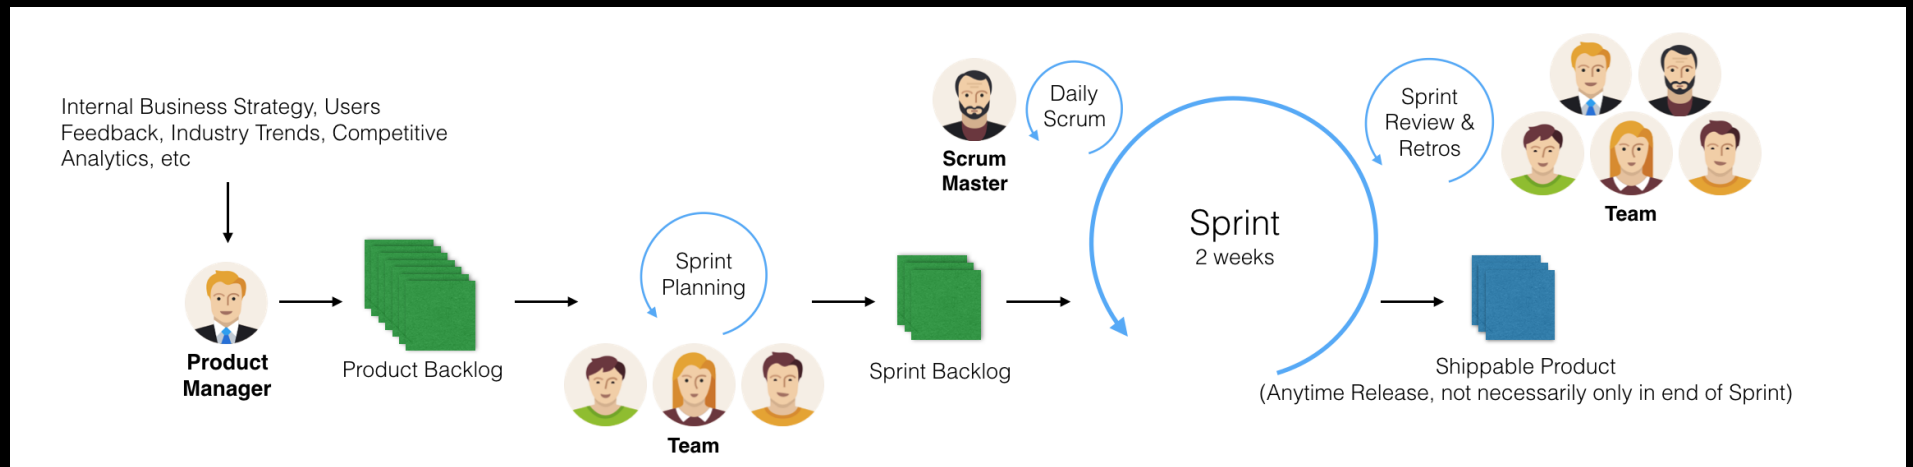 Internal Business Strategy, Users
Feedback, Industry Trends, Competitive
Analytics, etc
Product
Manager
Product Backlog
Sprint
Planning
Team
Sprint Backlog
Scrum
Master
Daily
Scrum
Sprint
2 weeks
Sprint
Review &
Retros
Team
Shippable Product
(Anytime Release, not necessarily only in end of Sprint)